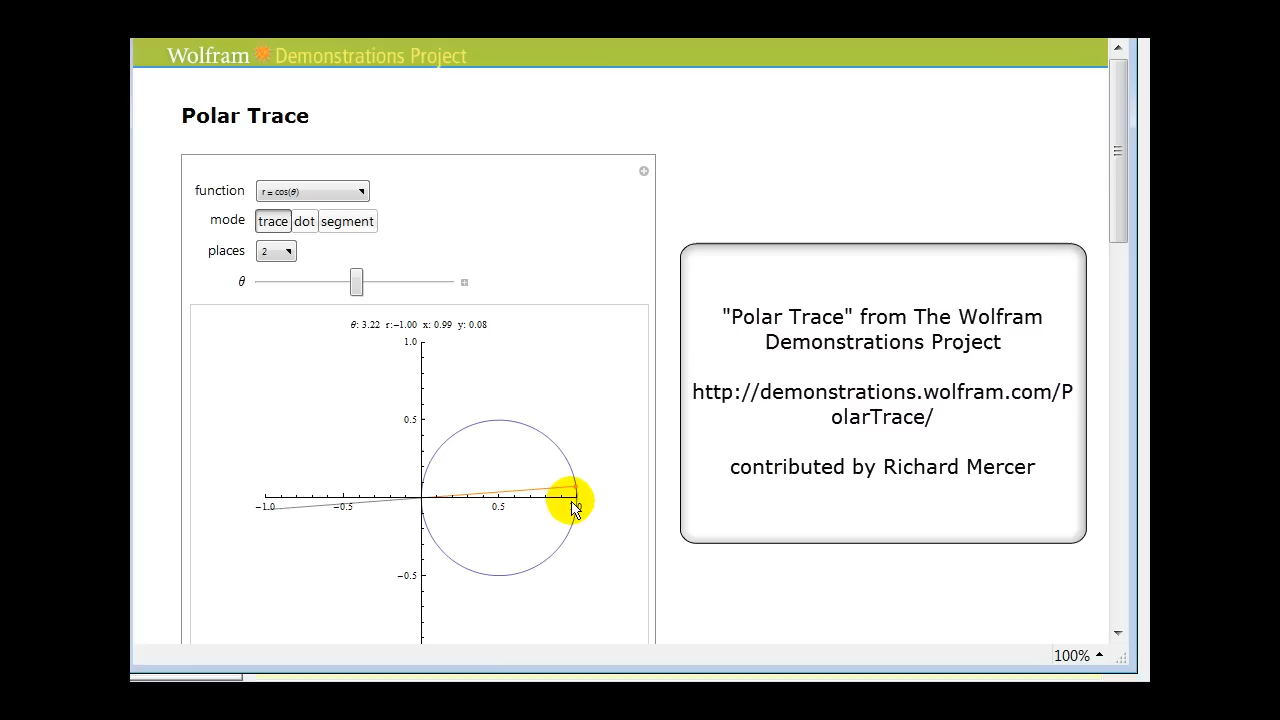 Wolfram Demonstrations Project
Polar Trace
function r = cos(θ)
mode trace dot segment
places 2
θ
θ: 3.22 r:−1.00 x: 0.99 y: 0.08
1.0
0.5
−1.0 −0.5 0.5
−0.5
"Polar Trace" from The Wolfram
Demonstrations Project
http://demonstrations.wolfram.com/P
olarTrace/
contributed by Richard Mercer
100%